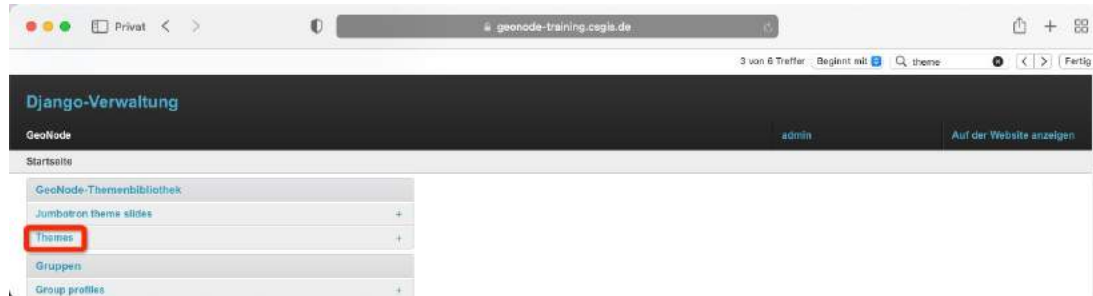 Privat
geonode-training.csgis.de
3 von 6 Treffer Beginnt mit theme Fertig
Django-Verwaltung
GeoNode admin Auf der Website anzeigen
Startseite
GeoNode-Themenbibliothek
Jumbotron theme slides +
Themes +
Gruppen
Group profiles +